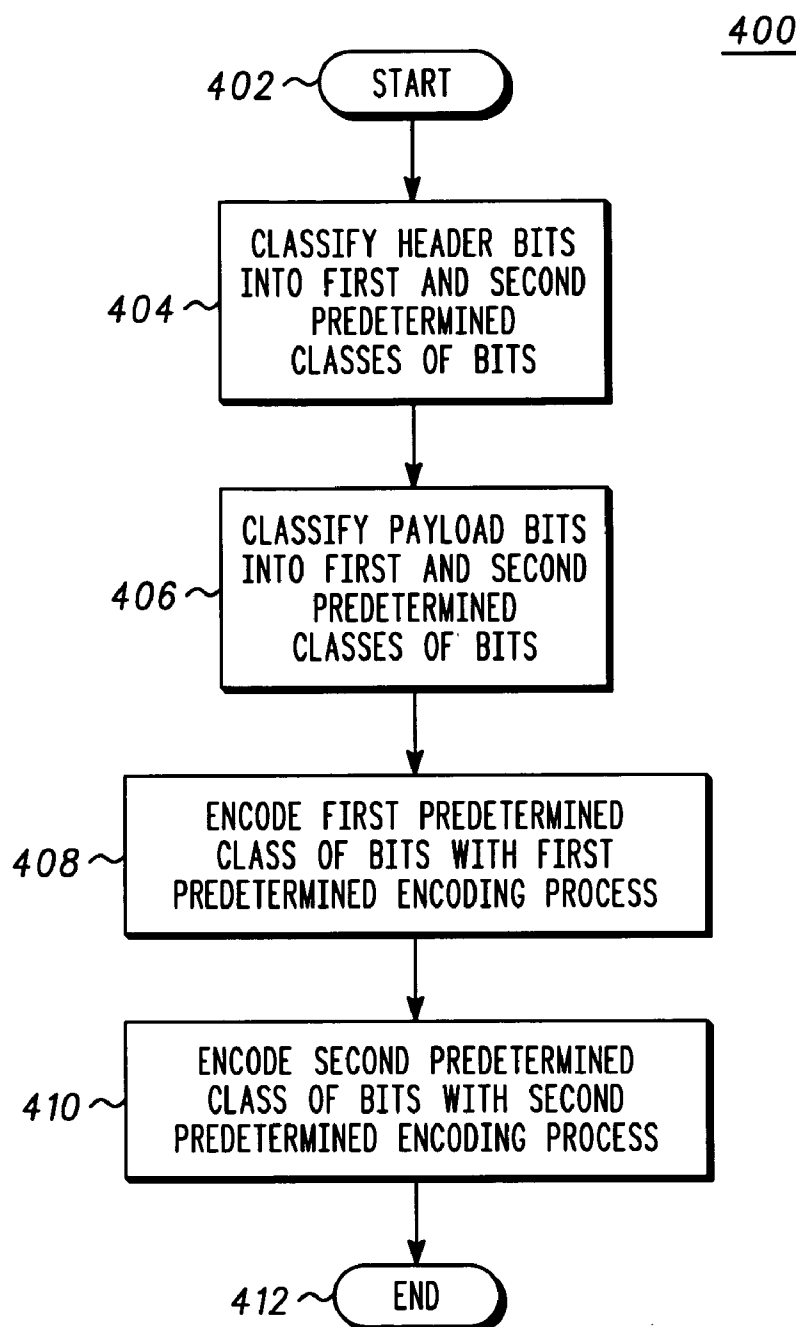 400
402
START
CLASSIFY HEADER BITS
INTO FIRST AND SECOND
PREDETERMINED
CLASSES OF BITS
404
CLASSIFY PAYLOAD BITS
INTO FIRST AND SECOND
PREDETERMINED
CLASSES OF BITS
406
ENCODE FIRST PREDETERMINED
CLASS OF BITS WITH FIRST
PREDETERMINED ENCODING PROCESS
408
ENCODE SECOND PREDETERMINED
CLASS OF BITS WITH SECOND
PREDETERMINED ENCODING PROCESS
410
412
END